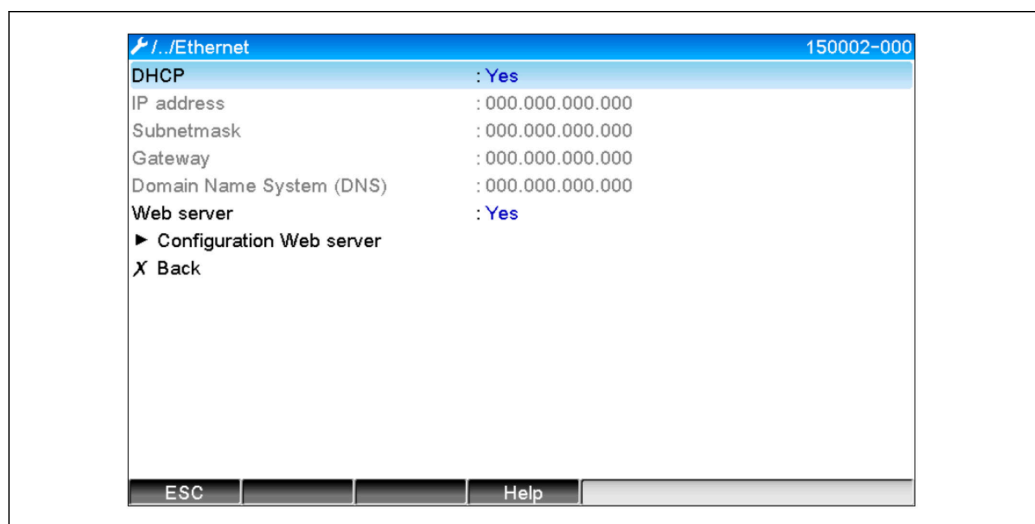 /../Ethernet 150002-000
DHCP : Yes
IP address : 000.000.000.000
Subnetmask : 000.000.000.000
Gateway : 000.000.000.000
Domain Name System (DNS) : 000.000.000.000
Web server : Yes
► Configuration Web server
X Back
ESC Help